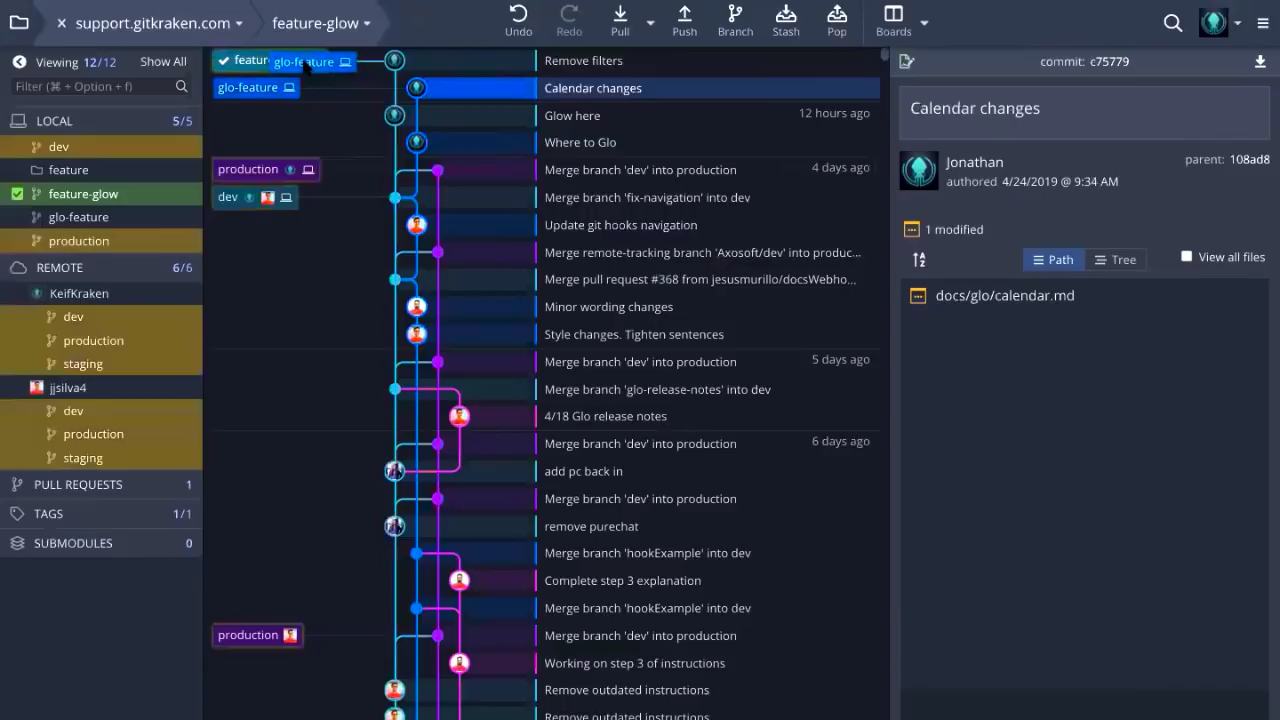 support.gitkraken.com
feature-glow
Undo
Redo
Pull
Push
Branch
Stash
Pop
Boards
Viewing 12/12 Show All
Filter (⌘ + Option + f)
LOCAL 5/5
dev
feature
feature-glow
glo-feature
production
REMOTE 6/6
KeifKraken
dev
production
staging
jjsilva4
dev
production
staging
PULL REQUESTS 1
TAGS 1/1
SUBMODULES 0
glo-feature Remove filters
glo-feature Calendar changes
Glow here 12 hours ago
Where to Glo
production Merge branch 'dev' into production 4 days ago
dev Merge branch 'fix-navigation' into dev
Update git hooks navigation
Merge remote-tracking branch 'Axosoft/dev' into produc...
Merge pull request #368 from jesusmurillo/docsWebho...
Minor wording changes
Style changes. Tighten sentences
Merge branch 'dev' into production 5 days ago
Merge branch 'glo-release-notes' into dev
4/18 Glo release notes
Merge branch 'dev' into production 6 days ago
add pc back in
Merge branch 'dev' into production
remove purechat
Merge branch 'hookExample' into dev
Complete step 3 explanation
Merge branch 'hookExample' into dev
production Merge branch 'dev' into production
Working on step 3 of instructions
Remove outdated instructions
Remove outdated instructions
commit: c75779
Calendar changes
Jonathan parent: 108ad8
authored 4/24/2019 @ 9:34 AM
1 modified
Path
Tree
View all files
docs/glo/calendar.md